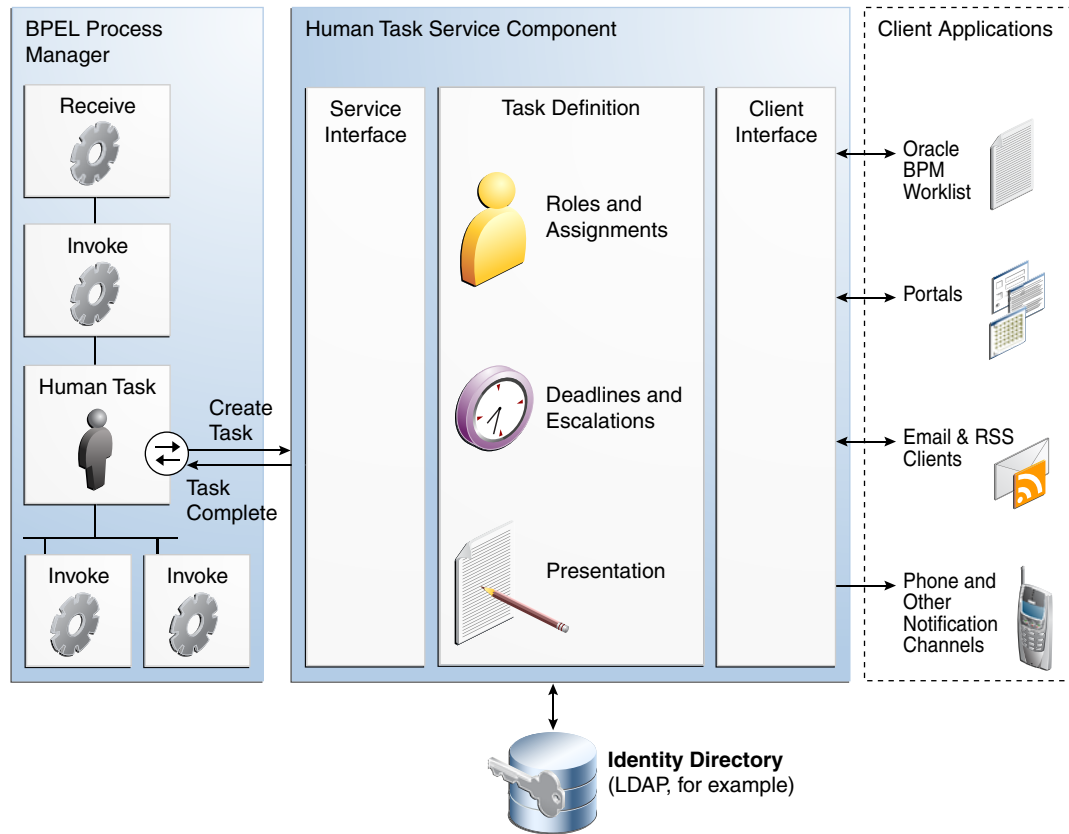 BPEL Process
Manager
Receive
Invoke
Human Task
Create
Task
Task
Complete
Invoke
Invoke
Human Task Service Component
Service
Interface
Task Definition
Roles and
Assignments
Deadlines and
Escalations
Presentation
Client
Interface
Client Applications
Oracle
BPM
Worklist
Portals
Email & RSS
Clients
Phone and
Other
Notification
Channels
Identity Directory
(LDAP, for example)